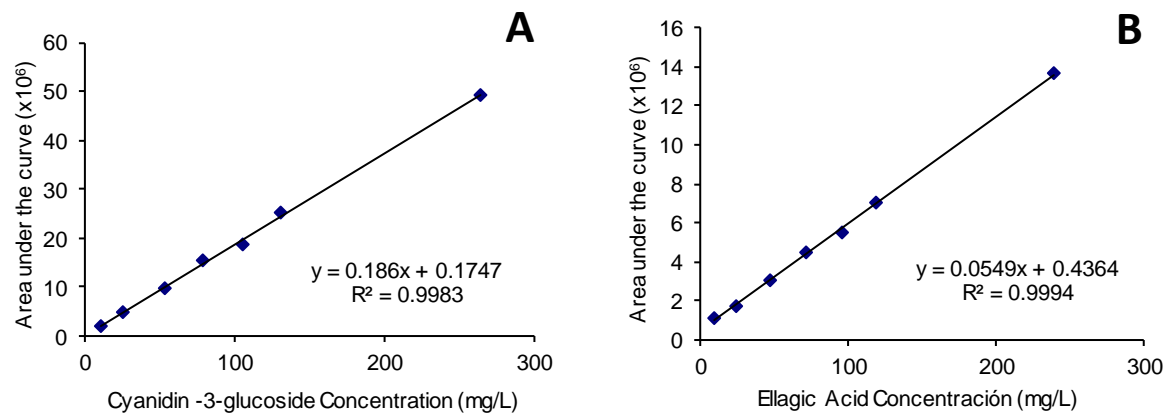 A
Area under the curve (x10⁶)
60
50
40
30
20
10
0
y = 0.186x + 0.1747
R² = 0.9983
0 100 200 300
Cyanidin -3-glucoside Concentration (mg/L)
B
Area under the curve (x10⁶)
16
14
12
10
8
6
4
2
0
y = 0.0549x + 0.4364
R² = 0.9994
0 100 200 300
Ellagic Acid Concentración (mg/L)